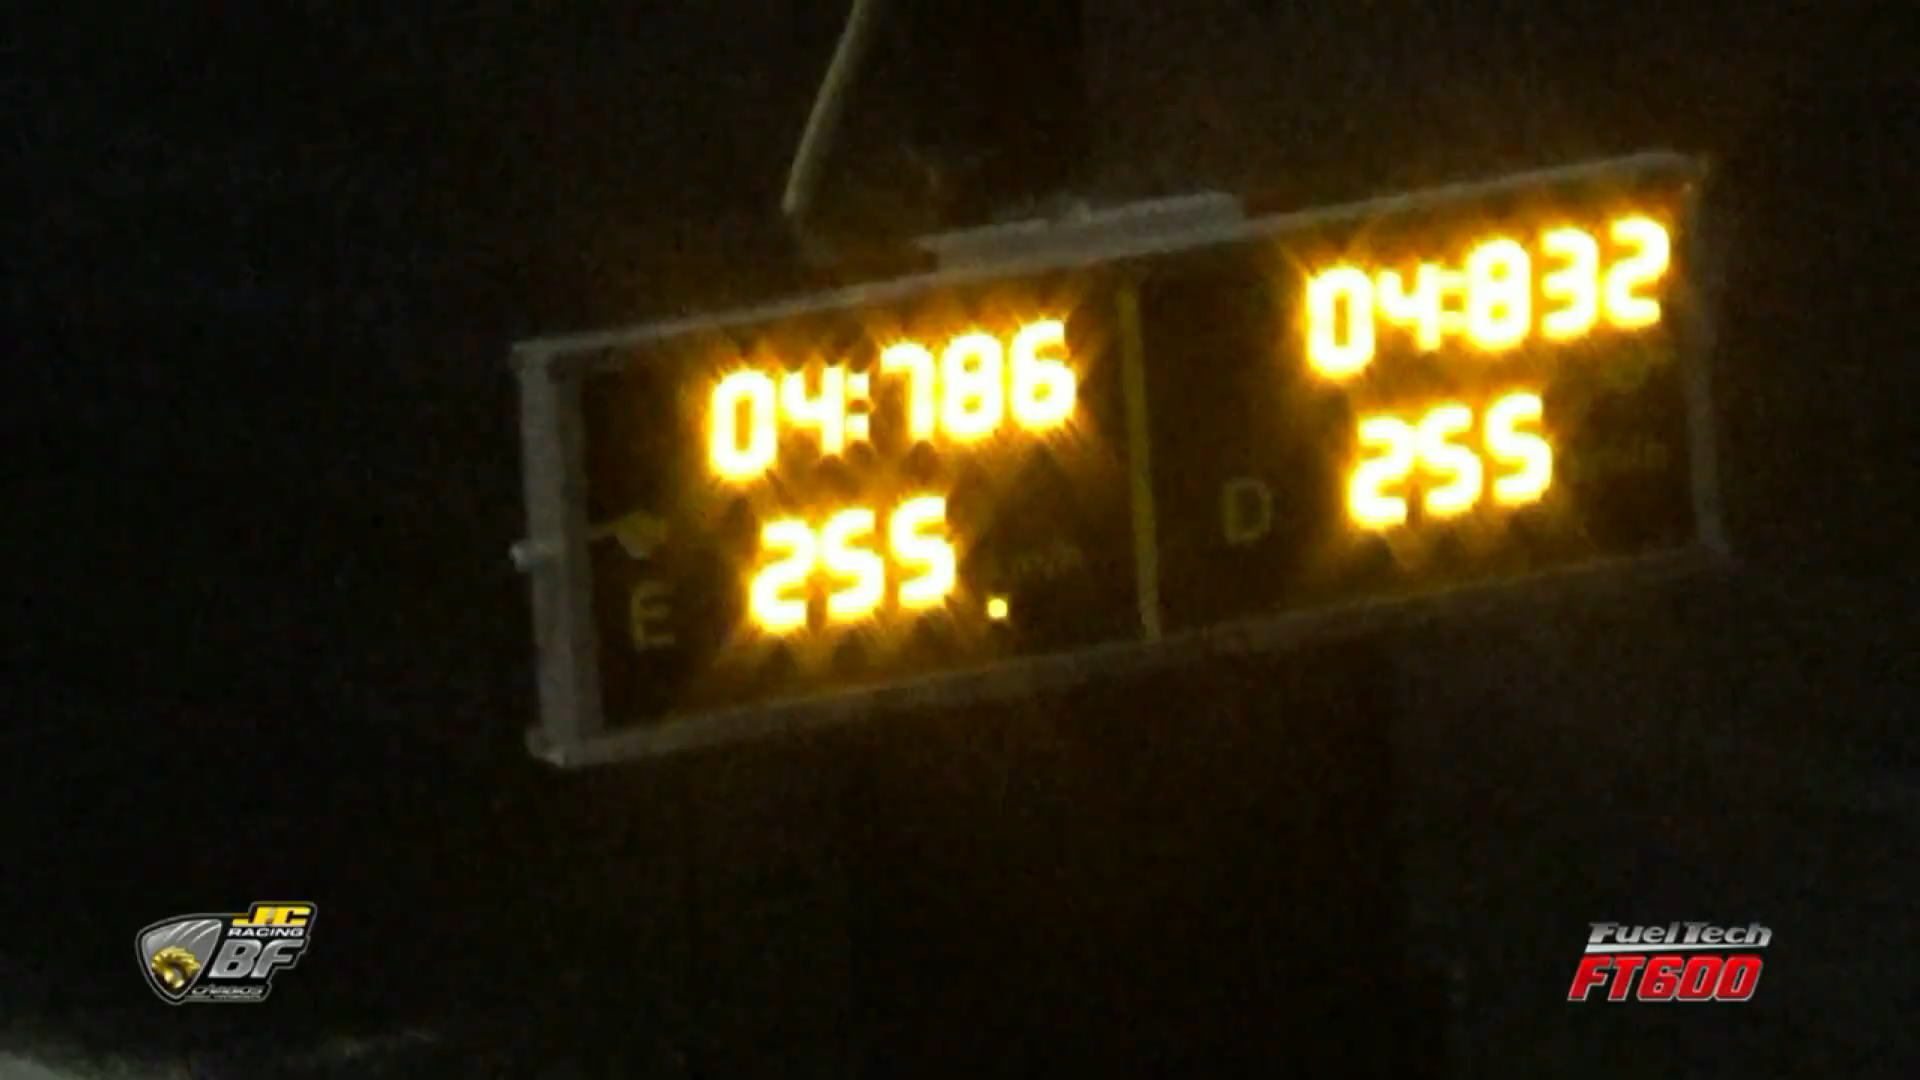 04:786
255.
E
04:832
255
D
JC
RACING
BF
FuelTech
FT600